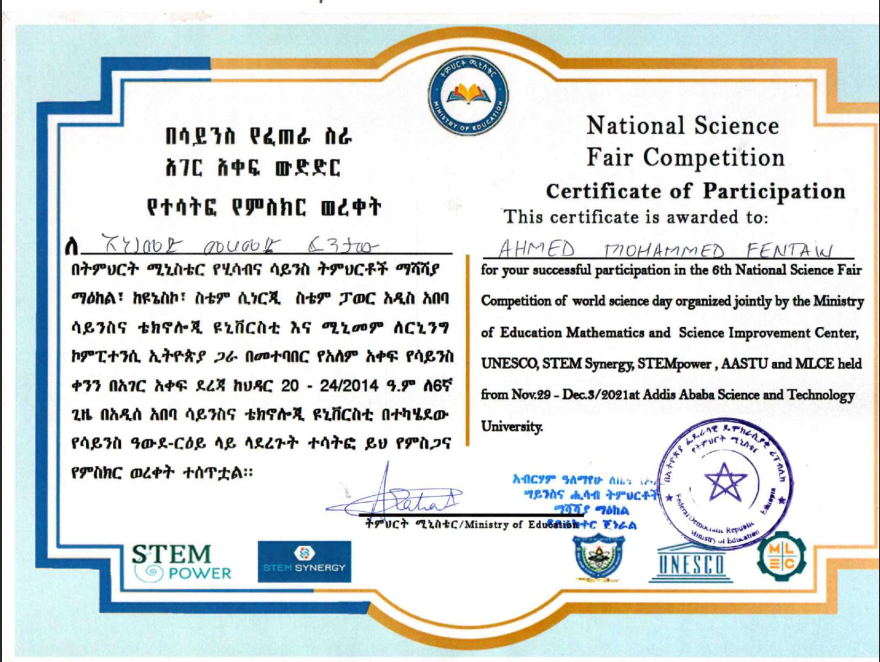 ትምህርት ሚኒስቴር
MINISTRY OF EDUCATION
በሳይንስ የፈጠራ ስራ
አገር አቀፍ ውድድር
የተሳትፎ የምስክር ወረቀት
ለ አህመድ መሀመድ ፈንታው
በትምህርት ሚኒስቴር የሂሳብና ሳይንስ ትምህርቶች ማሻሻያ
ማዕከል፣ ከዩኔስኮ፣ ስቴም ሲነርጂ ስቴም ፓወር አዲስ አበባ
ሳይንስና ቴክኖሎጂ ዩኒቨርስቲ እና ሚኒመም ለርኒንግ
ኮምፒተንሲ ኢትዮጵያ ጋራ በመተባበር የአለም አቀፍ የሳይንስ
ቀንን በአገር አቀፍ ደረጃ ከህዳር 20 - 24/2014 ዓ.ም ለ6ኛ
ጊዜ በአዲስ አበባ ሳይንስና ቴክኖሎጂ ዩኒቨርስቲ በተካሄደው
የሳይንስ ዓውደ-ርዕይ ላይ ላደረጉት ተሳትፎ ይህ የምስጋና
የምስክር ወረቀት ተሰጥቷል፡፡
National Science
Fair Competition
Certificate of Participation
This certificate is awarded to:
AHMED MOHAMMED FENTAW
for your successful participation in the 6th National Science Fair
Competition of world science day organized jointly by the Ministry
of Education Mathematics and Science Improvement Center,
UNESCO, STEM Synergy, STEMpower , AASTU and MLCE held
from Nov.29 - Dec.3/2021at Addis Ababa Science and Technology
University.
አብርሃም ዓለማየሁ
ሣይንስና ሒሳብ ትምህርት
ማሻሻያ ማዕከል
ዳይሬክተር ጀነራል
ትምህርት ሚኒስቴር/Ministry of Education
በኢትዮጵያ ፌዴራላዊ ዲሞክራሲያዊ ሪፐብሊክ
የትምህርት ሚኒስቴር
Federal Democratic Republic Ethiopia
Ministry of Education
STEM
POWER
STEM SYNERGY
UNESCO
ML
EC